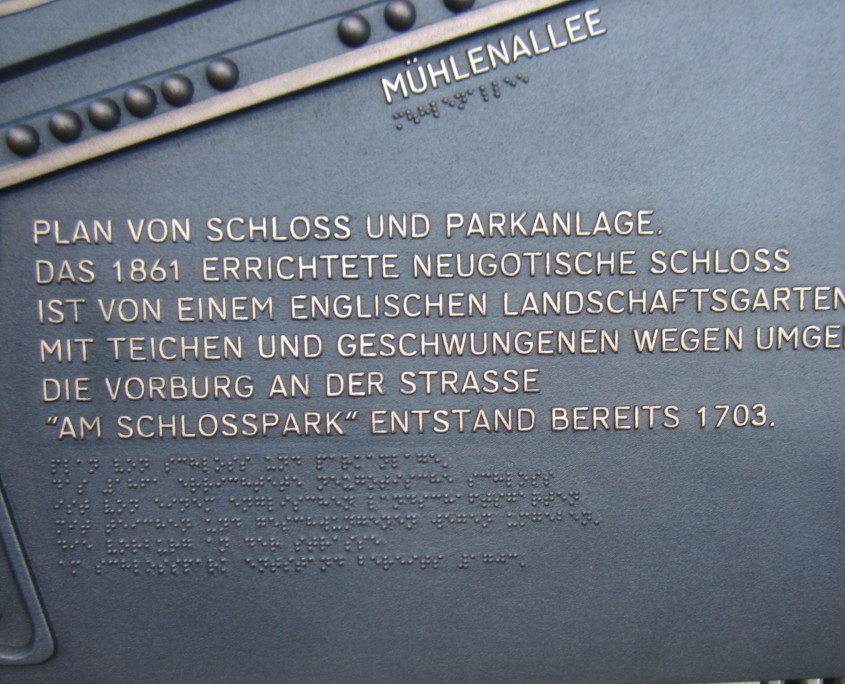 MÜHLENALLEE
PLAN VON SCHLOSS UND PARKANLAGE.
DAS 1861 ERRICHTETE NEUGOTISCHE SCHLOSS
IST VON EINEM ENGLISCHEN LANDSCHAFTSGARTEN
MIT TEICHEN UND GESCHWUNGENEN WEGEN
DIE VORBURG AN DER STRASSE
"AM SCHLOSSPARK" ENTSTAND BEREITS 1703.